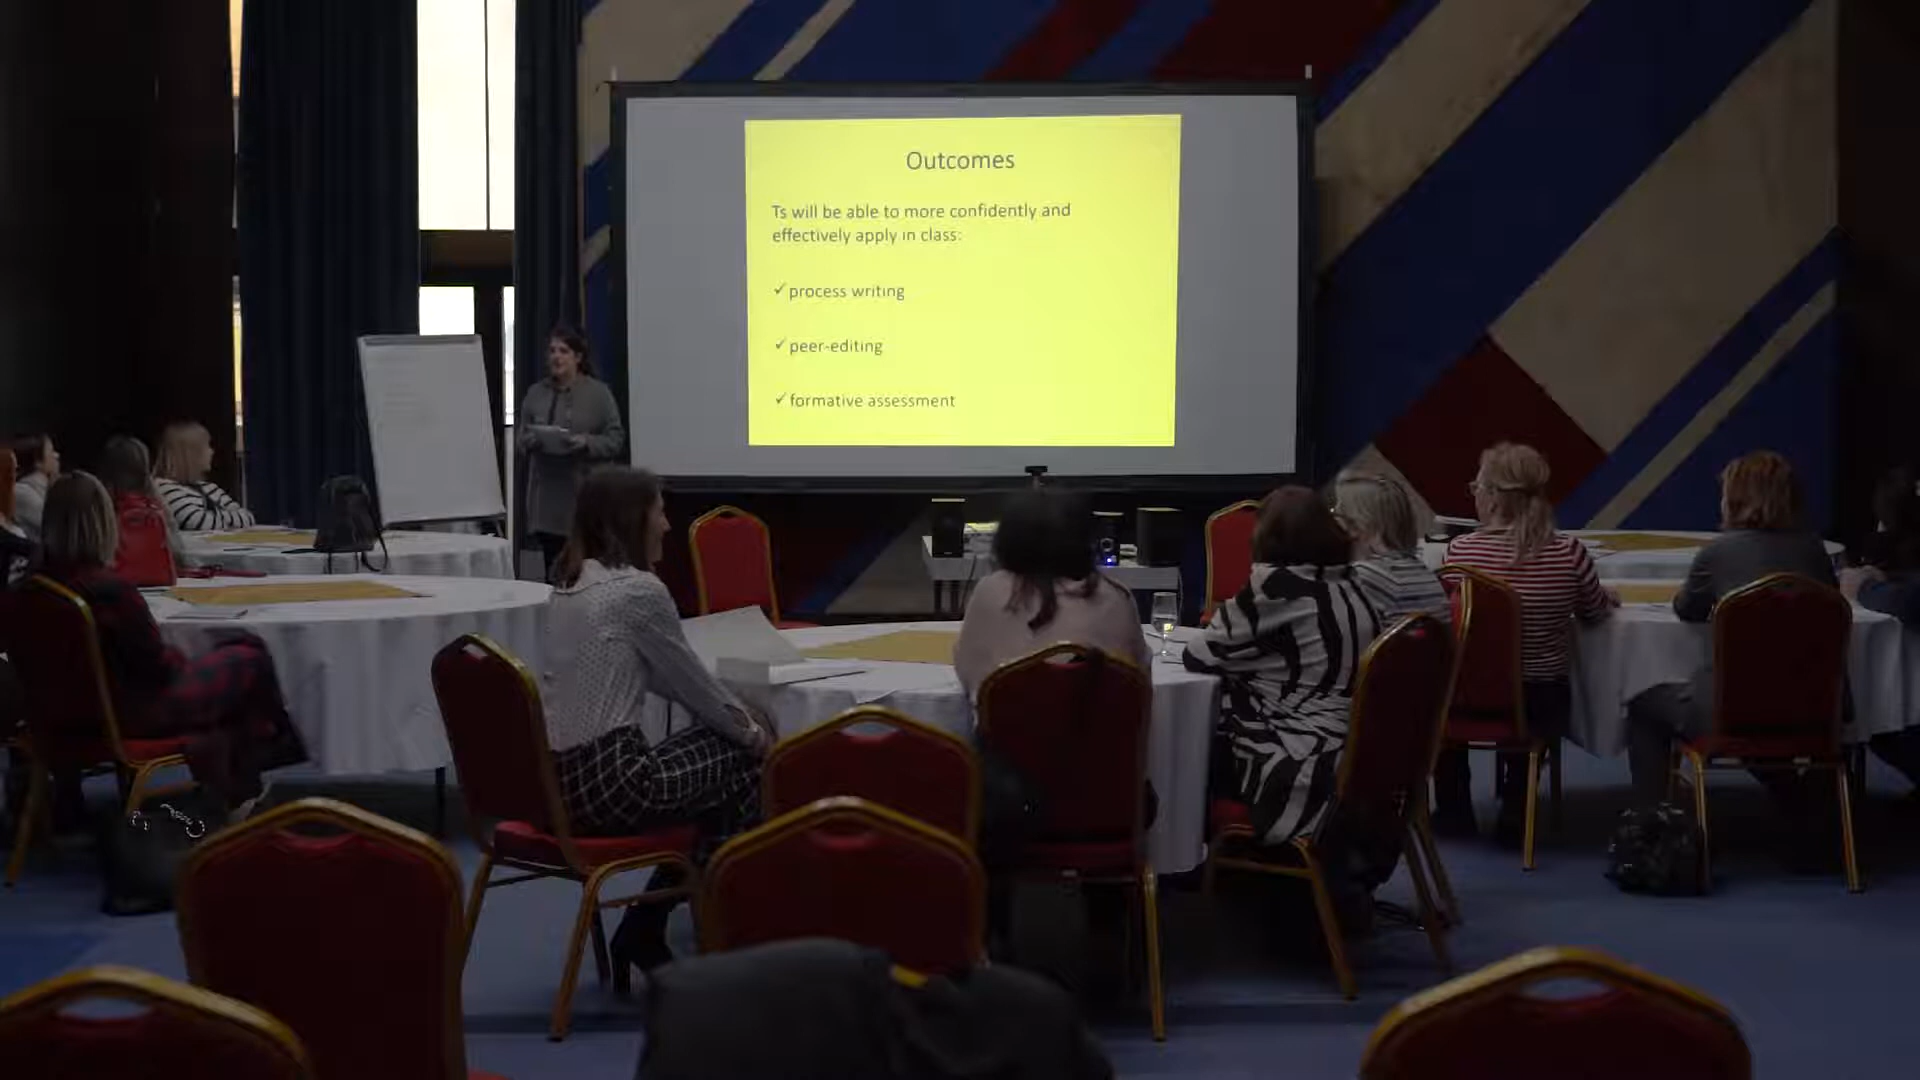 Outcomes
Ts will be able to more confidently and
effectively apply in class:
✓ process writing
✓ peer-editing
✓ formative assessment